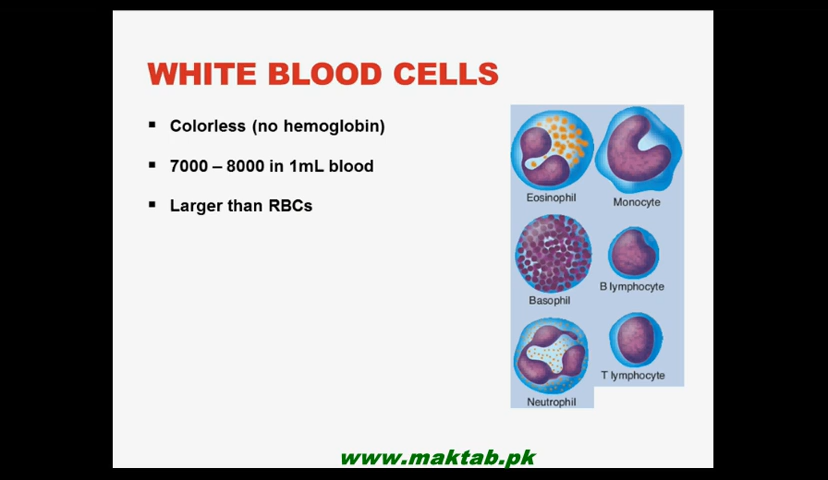 WHITE BLOOD CELLS
▪ Colorless (no hemoglobin)
▪ 7000 – 8000 in 1mL blood
▪ Larger than RBCs
Eosinophil
Monocyte
Basophil
B lymphocyte
T lymphocyte
Neutrophil
www.maktab.pk